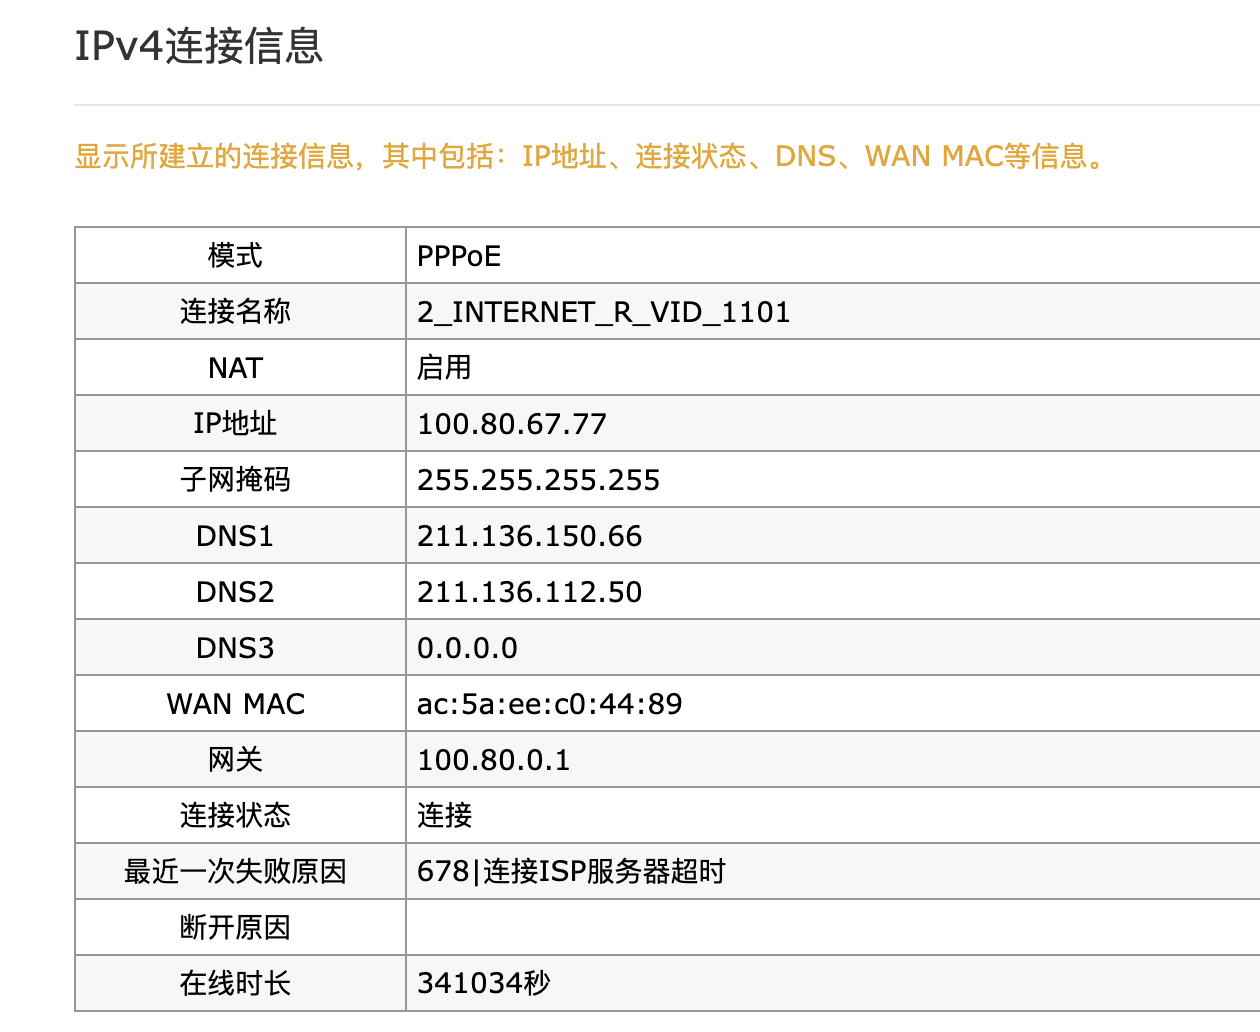 IPv4连接信息
显示所建立的连接信息，其中包括：IP地址、连接状态、DNS、WAN MAC等信息。
模式 PPPoE
连接名称 2_INTERNET_R_VID_1101
NAT 启用
IP地址 100.80.67.77
子网掩码 255.255.255.255
DNS1 211.136.150.66
DNS2 211.136.112.50
DNS3 0.0.0.0
WAN MAC ac:5a:ee:c0:44:89
网关 100.80.0.1
连接状态 连接
最近一次失败原因 678|连接ISP服务器超时
断开原因
在线时长 341034秒